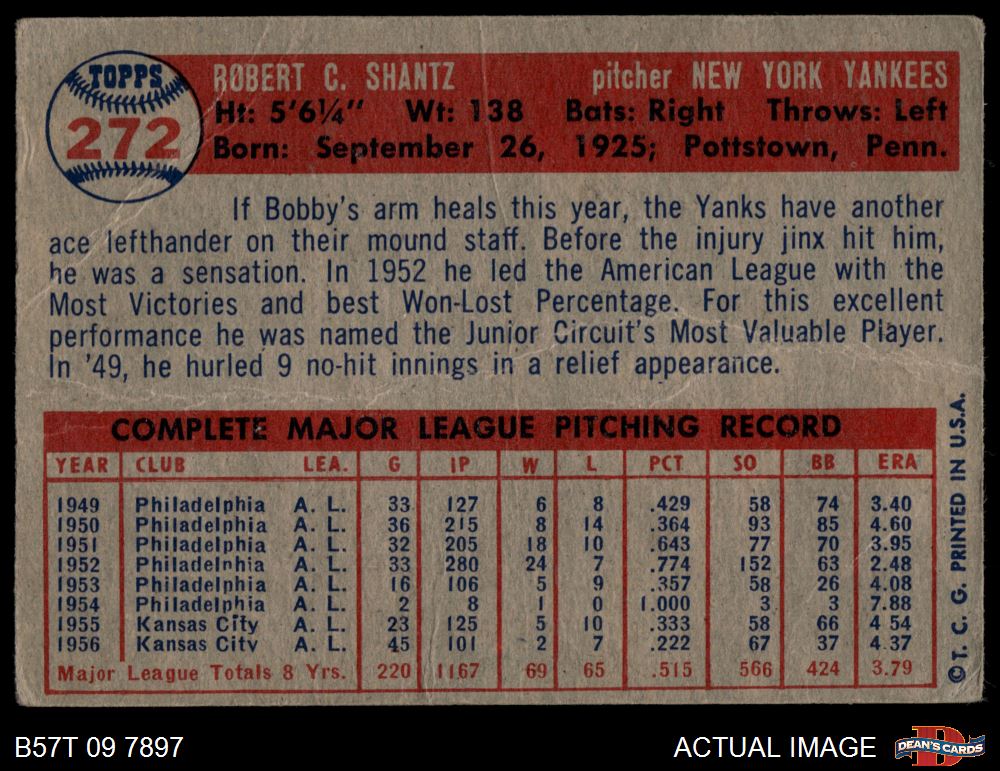 TOPPS
272
ROBERT C. SHANTZ pitcher NEW YORK YANKEES
Ht: 5'6¼" Wt: 138 Bats: Right Throws: Left
Born: September 26, 1925; Pottstown, Penn.
If Bobby's arm heals this year, the Yanks have another
ace lefthander on their mound staff. Before the injury jinx hit him,
he was a sensation. In 1952 he led the American League with the
Most Victories and best Won-Lost Percentage. For this excellent
performance he was named the Junior Circuit's Most Valuable Player.
In '49, he hurled 9 no-hit innings in a relief appearance.
COMPLETE MAJOR LEAGUE PITCHING RECORD
YEAR CLUB LEA. G IP W L PCT SO BB ERA
1949 Philadelphia A. L. 33 127 6 8 .429 58 74 3.40
1950 Philadelphia A. L. 36 215 8 14 .364 93 85 4.60
1951 Philadelphia A. L. 32 205 18 10 .643 77 70 3.95
1952 Philadelphia A. L. 33 280 24 7 .774 152 63 2.48
1953 Philadelphia A. L. 16 106 5 9 .357 58 26 4.08
1954 Philadelphia A. L. 2 8 1 0 1.000 3 3 7.88
1955 Kansas City A. L. 23 125 5 10 .333 58 66 4.54
1956 Kansas City A. L. 45 101 2 7 .222 67 37 4.37
Major League Totals 8 Yrs. 220 1167 69 65 .515 566 424 3.79
©T. C. G. PRINTED IN U.S.A.
B57T 09 7897 ACTUAL IMAGE DEAN'S CARDS